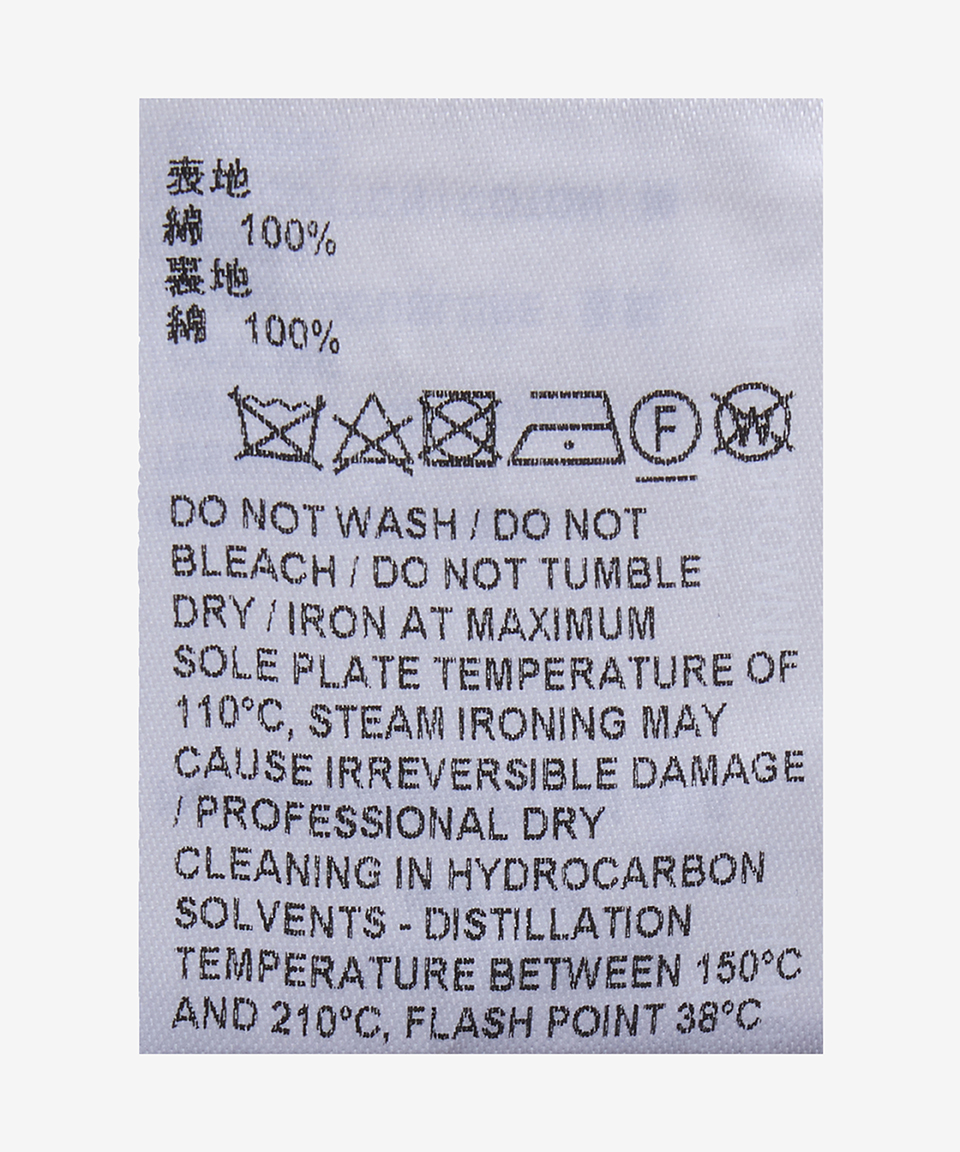 表地
綿 100%
裏地
綿 100%
F W
DO NOT WASH / DO NOT
BLEACH / DO NOT TUMBLE
DRY / IRON AT MAXIMUM
SOLE PLATE TEMPERATURE OF
110°C, STEAM IRONING MAY
CAUSE IRREVERSIBLE DAMAGE
/ PROFESSIONAL DRY
CLEANING IN HYDROCARBON
SOLVENTS - DISTILLATION
TEMPERATURE BETWEEN 150°C
AND 210°C, FLASH POINT 38°C